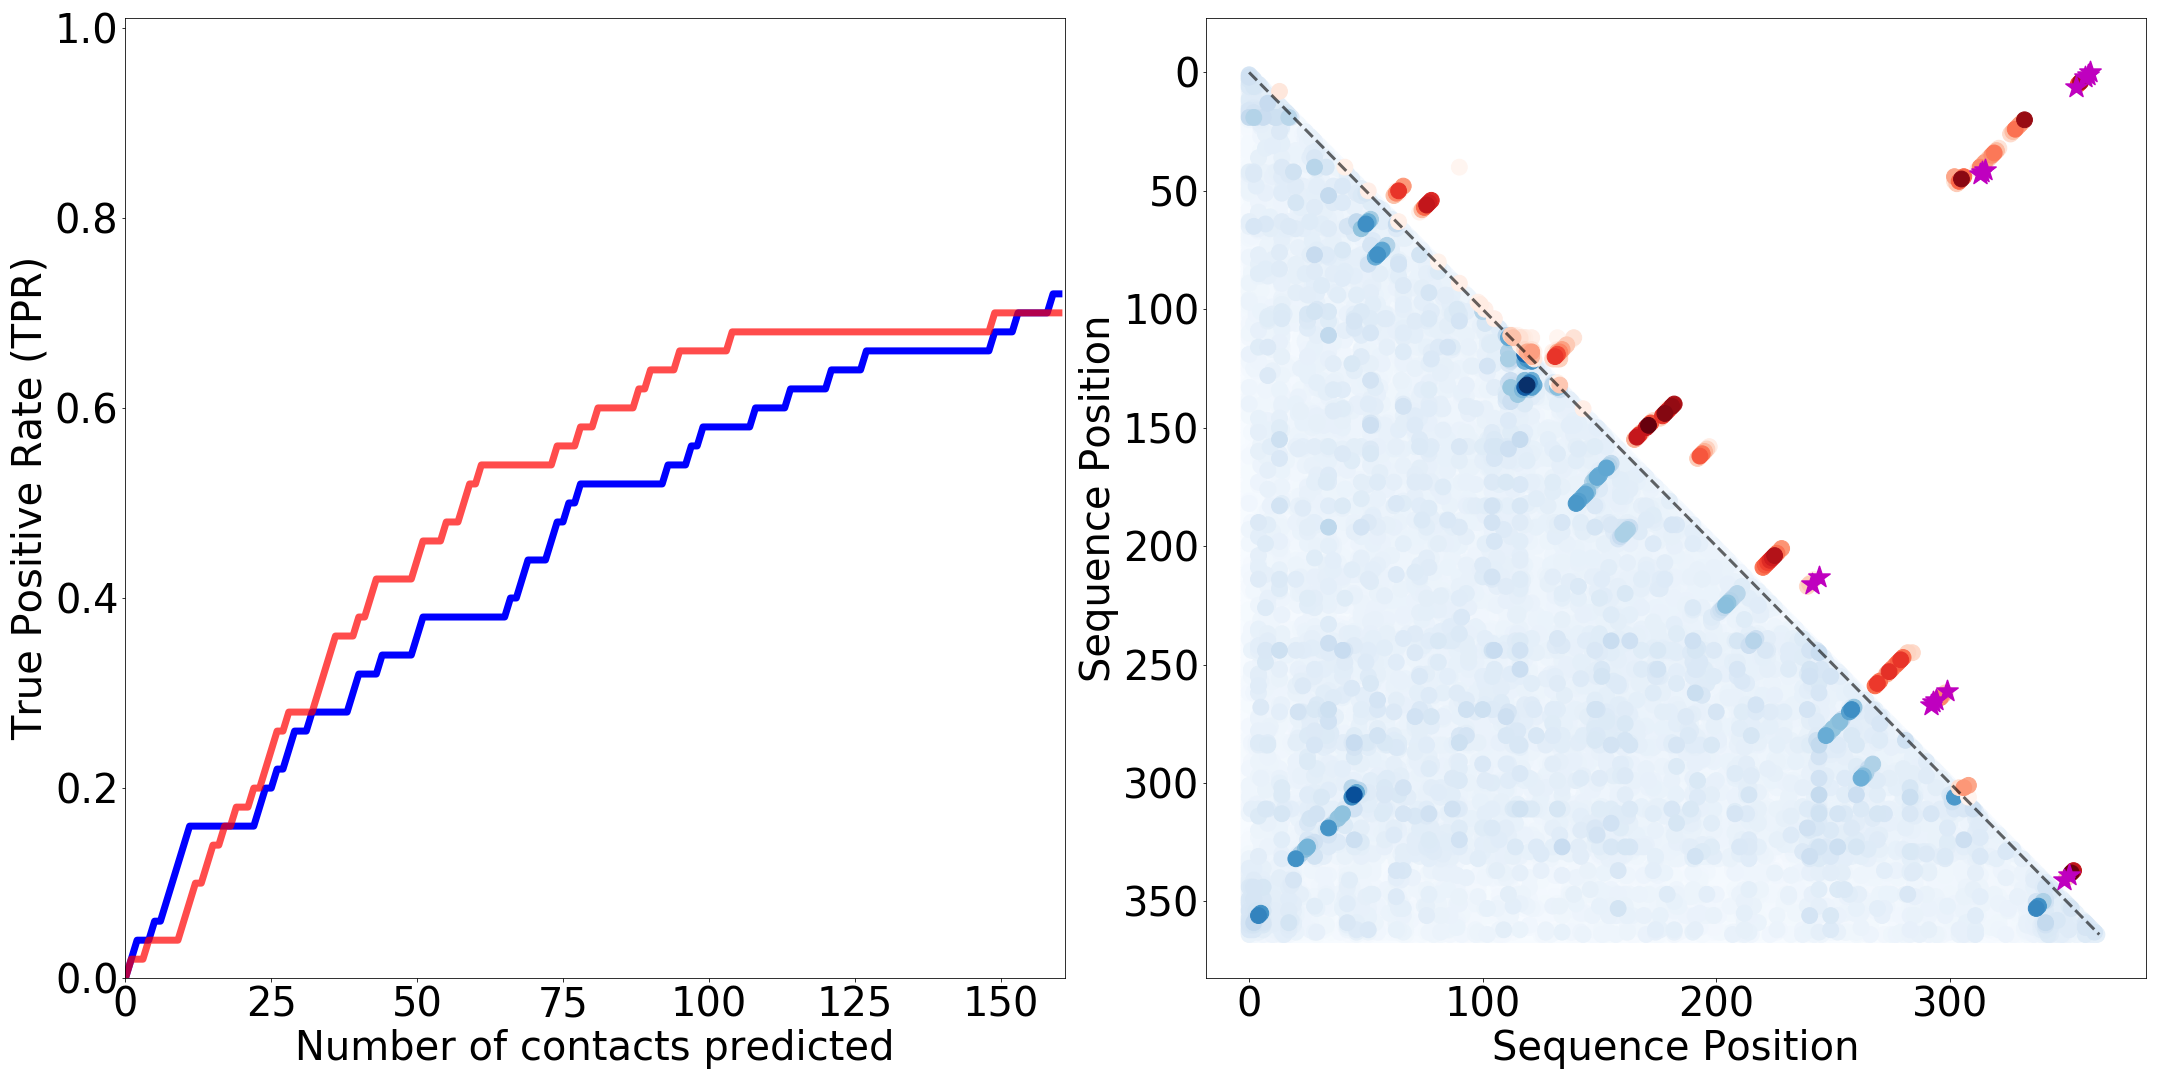 True Positive Rate (TPR)
1.0
0.8
0.6
0.4
0.2
0.0
0 25 50 75 100 125 150
Number of contacts predicted
Sequence Position
0
50
100
150
200
250
300
350
0 100 200 300
Sequence Position